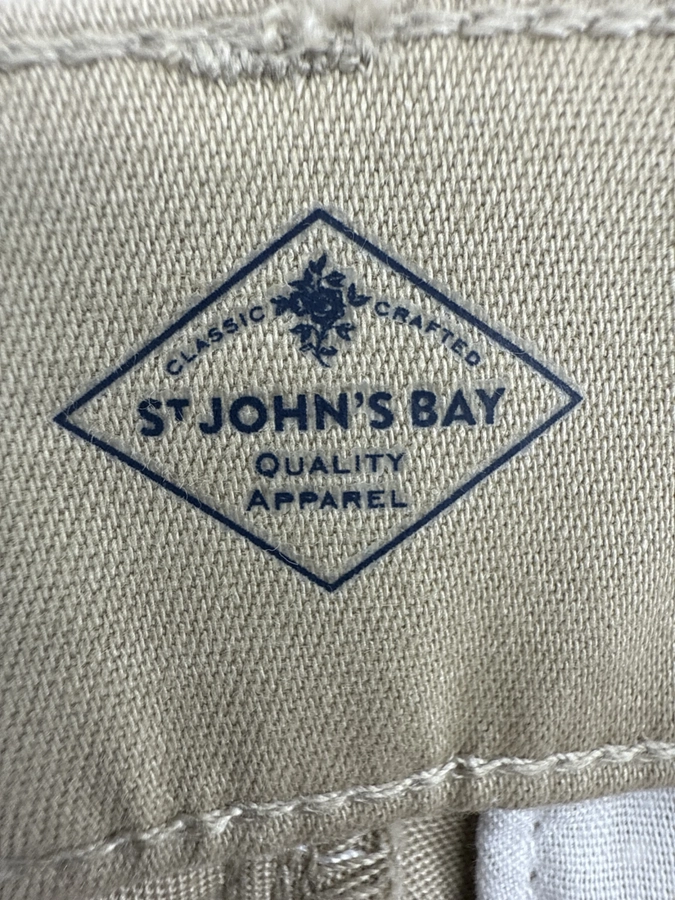 CLASSIC CRAFTED
ST JOHN'S BAY
QUALITY
APPAREL